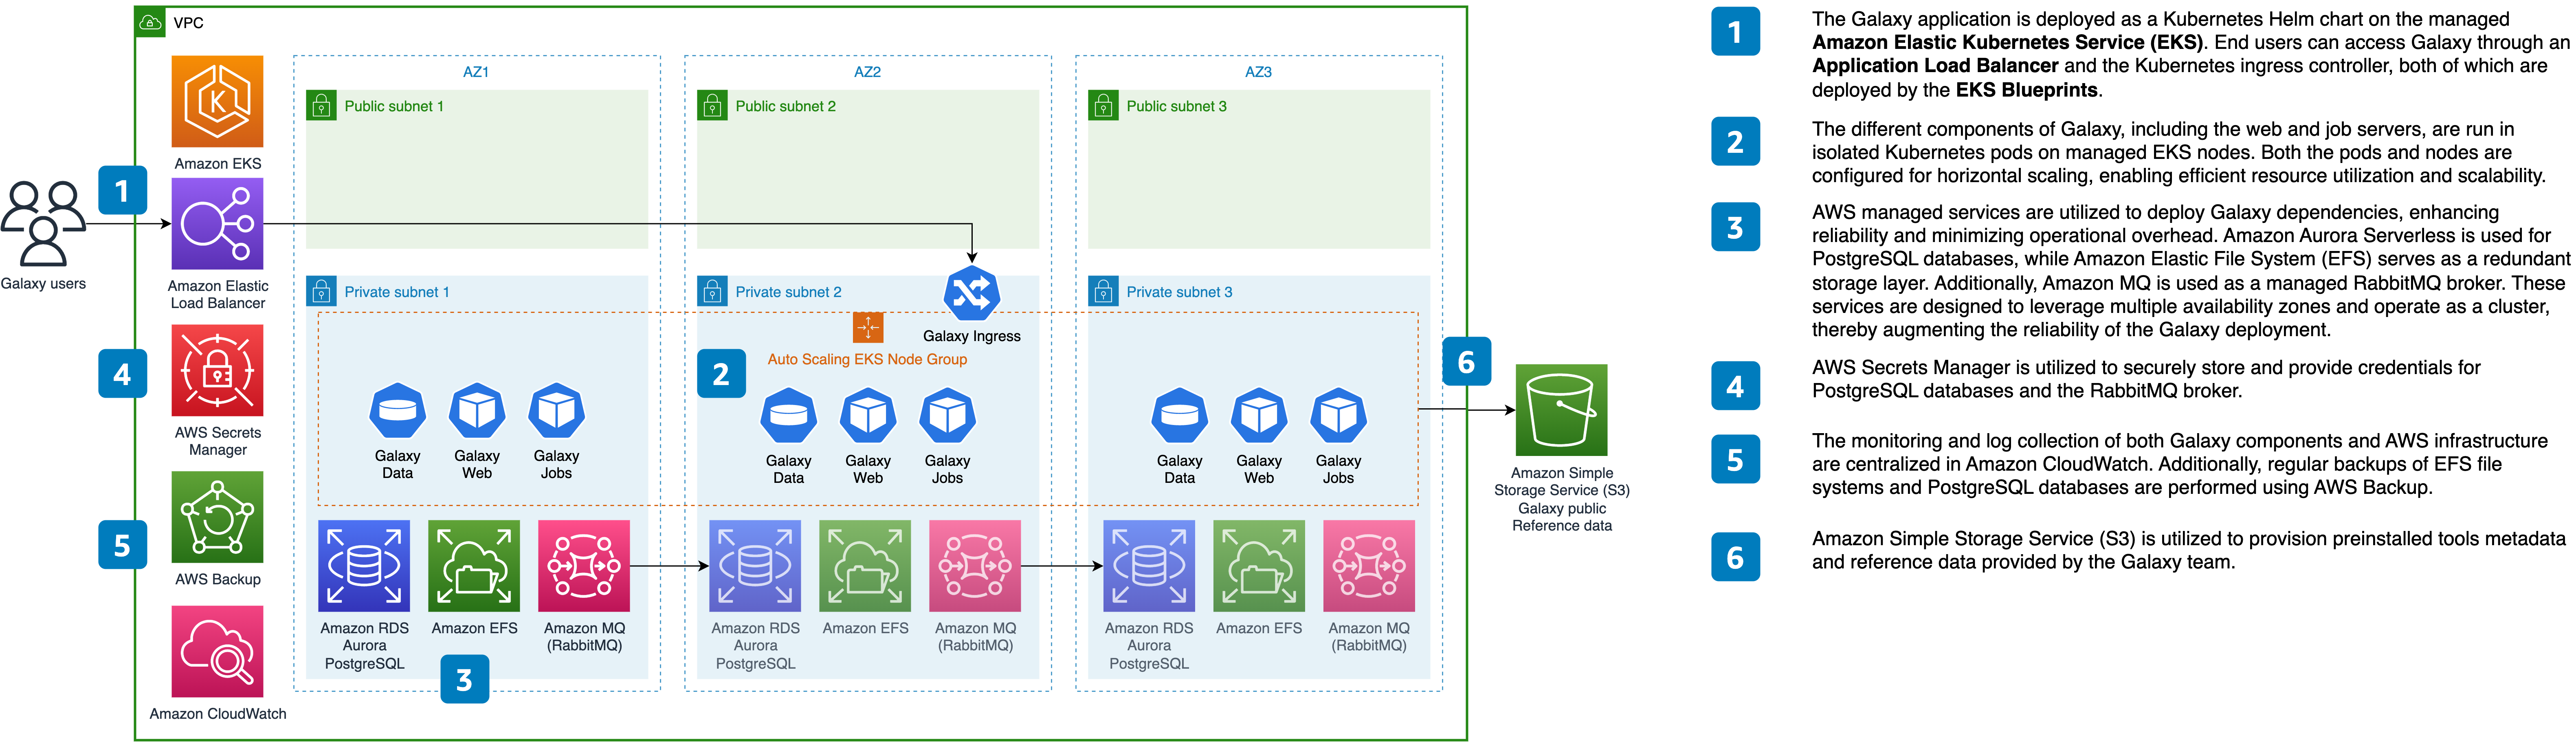 VPC
Amazon EKS
1
Galaxy users
Amazon Elastic
Load Balancer
4
AWS Secrets
Manager
5
AWS Backup
Amazon CloudWatch
AZ1
Public subnet 1
Private subnet 1
Galaxy
Data
Galaxy
Web
Galaxy
Jobs
Amazon RDS
Aurora
PostgreSQL
Amazon EFS
Amazon MQ
(RabbitMQ)
3
AZ2
Public subnet 2
Private subnet 2
Galaxy Ingress
Auto Scaling EKS Node Group
2
Galaxy
Data
Galaxy
Web
Galaxy
Jobs
Amazon RDS
Aurora
PostgreSQL
Amazon EFS
Amazon MQ
(RabbitMQ)
AZ3
Public subnet 3
Private subnet 3
Galaxy
Data
Galaxy
Web
Galaxy
Jobs
Amazon RDS
Aurora
PostgreSQL
Amazon EFS
Amazon MQ
(RabbitMQ)
6
Amazon Simple
Storage Service (S3)
Galaxy public
Reference data
1
The Galaxy application is deployed as a Kubernetes Helm chart on the managed
Amazon Elastic Kubernetes Service (EKS). End users can access Galaxy through an
Application Load Balancer and the Kubernetes ingress controller, both of which are
deployed by the EKS Blueprints.
2
The different components of Galaxy, including the web and job servers, are run in
isolated Kubernetes pods on managed EKS nodes. Both the pods and nodes are
configured for horizontal scaling, enabling efficient resource utilization and scalability.
3
AWS managed services are utilized to deploy Galaxy dependencies, enhancing
reliability and minimizing operational overhead. Amazon Aurora Serverless is used for
PostgreSQL databases, while Amazon Elastic File System (EFS) serves as a redundant
storage layer. Additionally, Amazon MQ is used as a managed RabbitMQ broker. These
services are designed to leverage multiple availability zones and operate as a cluster,
thereby augmenting the reliability of the Galaxy deployment.
4
AWS Secrets Manager is utilized to securely store and provide credentials for
PostgreSQL databases and the RabbitMQ broker.
5
The monitoring and log collection of both Galaxy components and AWS infrastructure
are centralized in Amazon CloudWatch. Additionally, regular backups of EFS file
systems and PostgreSQL databases are performed using AWS Backup.
6
Amazon Simple Storage Service (S3) is utilized to provision preinstalled tools metadata
and reference data provided by the Galaxy team.